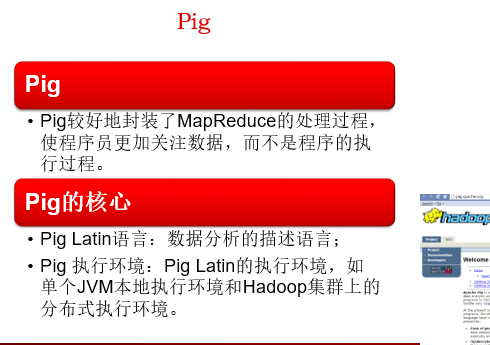 Pig
Pig
• Pig较好地封装了MapReduce的处理过程，
使程序员更加关注数据，而不是程序的执
行过程。
Pig的核心
• Pig Latin语言：数据分析的描述语言；
• Pig 执行环境：Pig Latin的执行环境，如
单个JVM本地执行环境和Hadoop集群上的
分布式执行环境。
pig.apache.org
hadoop
Project
Welcome